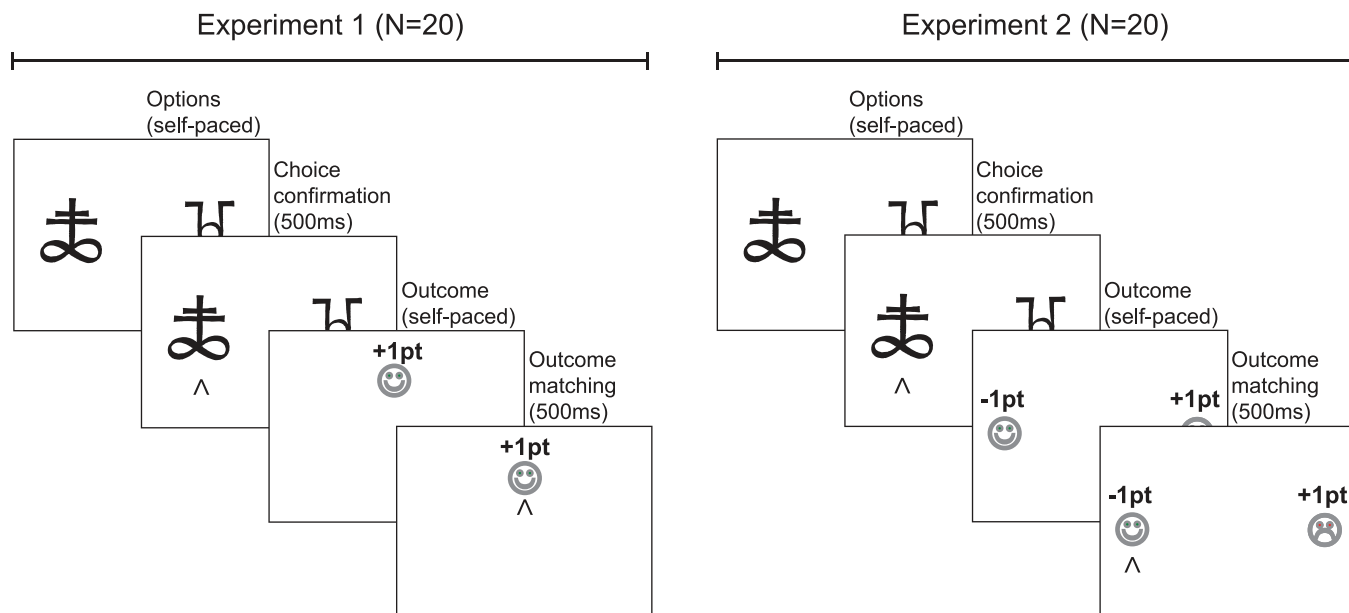 Experiment 1 (N=20)
Options
(self-paced)
Choice
confirmation
(500ms)
Outcome
(self-paced)
+1pt
Outcome
matching
(500ms)
+1pt
Experiment 2 (N=20)
Options
(self-paced)
Choice
confirmation
(500ms)
Outcome
(self-paced)
-1pt +1pt
Outcome
matching
(500ms)
-1pt +1pt